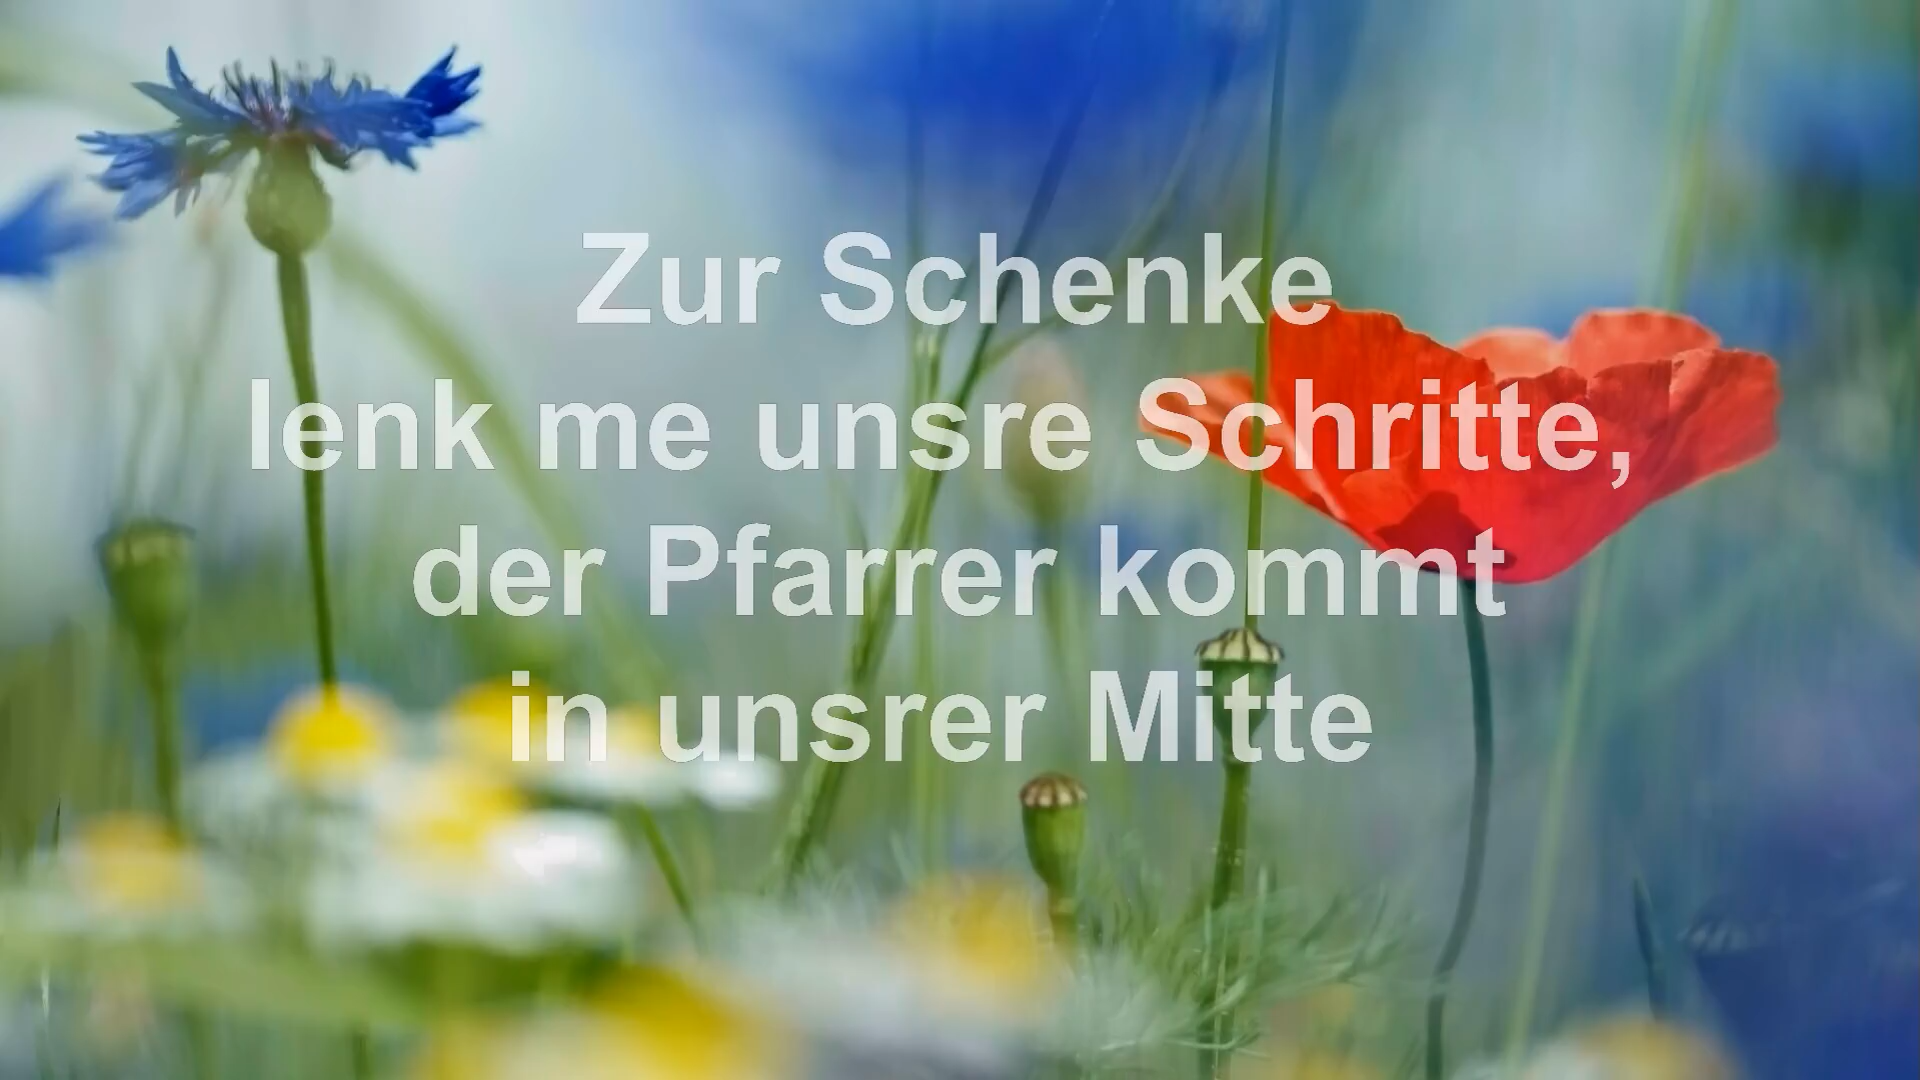 Zur Schenke
lenk me unsre Schritte,
der Pfarrer kommt
in unsrer Mitte